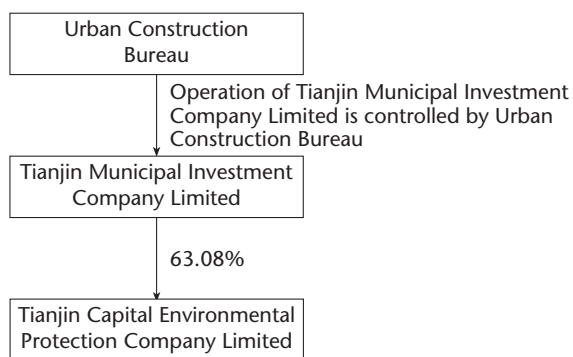 Urban Construction
Bureau
Operation of Tianjin Municipal Investment
Company Limited is controlled by Urban
Construction Bureau
Tianjin Municipal Investment
Company Limited
63.08%
Tianjin Capital Environmental
Protection Company Limited